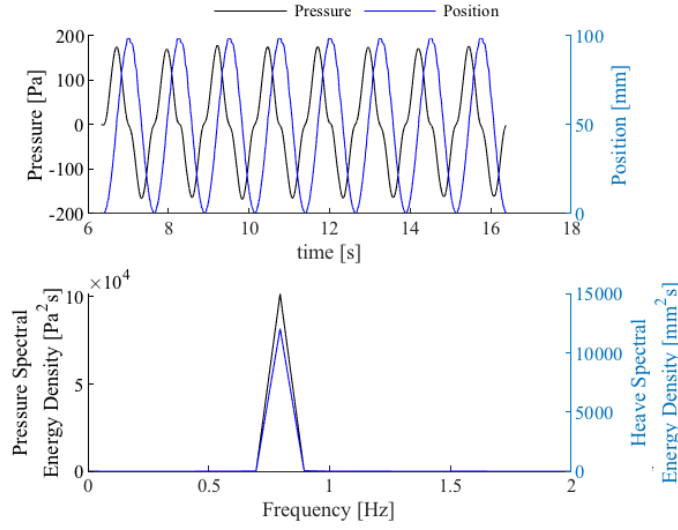 Pressure Position
200
100
0
-100
-200
Pressure [Pa]
100
50
0
Position [mm]
6 8 10 12 14 16 18
time [s]
×10^4
10
5
0
Pressure Spectral
Energy Density [Pa^2s]
15000
10000
5000
0
Heave Spectral
Energy Density [mm^2s]
0 0.5 1 1.5 2
Frequency [Hz]